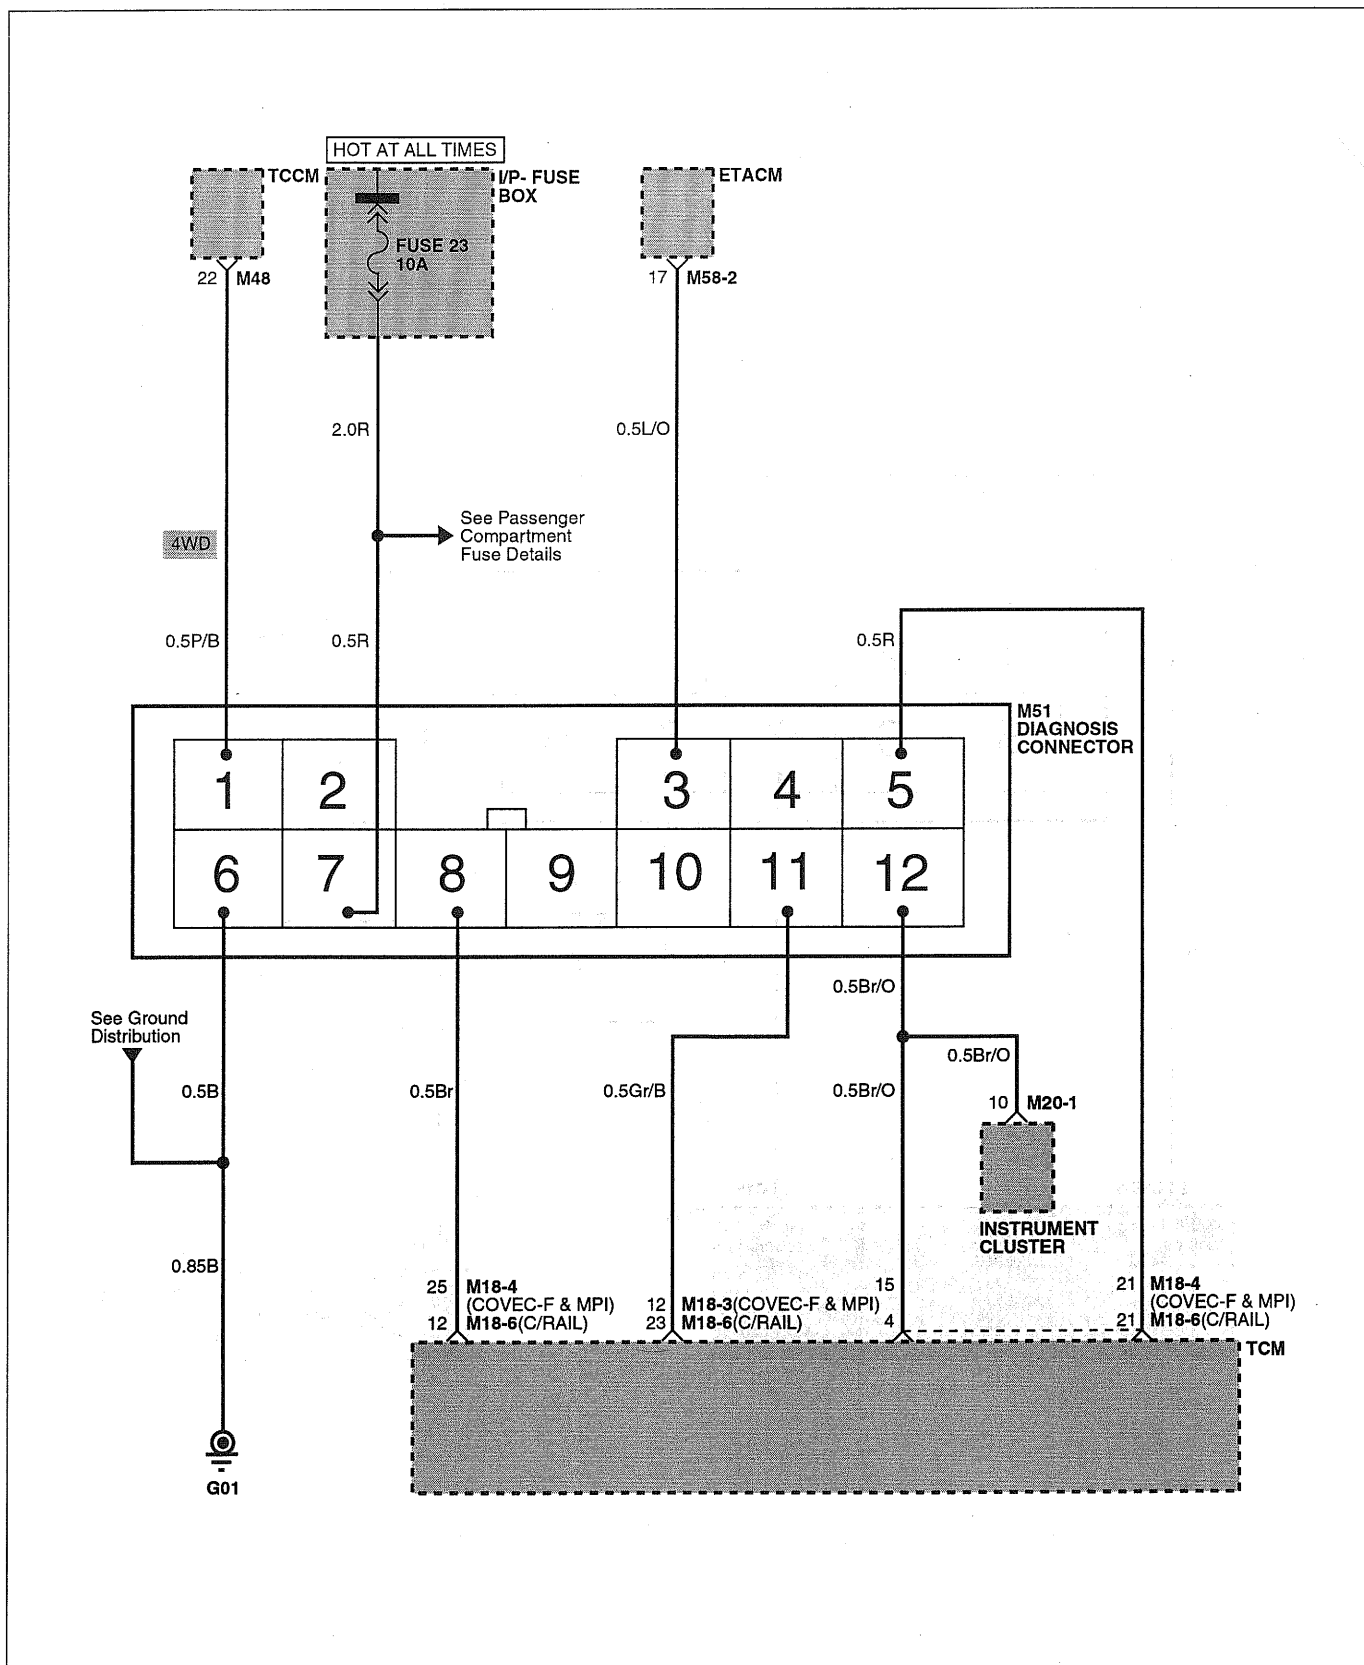 HOT AT ALL TIMES
TCCM
I/P- FUSE
BOX
ETACM
FUSE 23
10A
22 M48
17 M58-2
2.0R
0.5L/O
See Passenger
Compartment
Fuse Details
4WD
0.5P/B
0.5R
0.5R
M51
DIAGNOSIS
CONNECTOR
1 2 3 4 5
6 7 8 9 10 11 12
0.5Br/O
See Ground
Distribution
0.5Br/O
0.5B
0.5Br
0.5Gr/B
0.5Br/O
10 M20-1
INSTRUMENT
CLUSTER
0.85B
25 M18-4
(COVEC-F & MPI)
12 M18-6(C/RAIL)
12 M18-3(COVEC-F & MPI)
23 M18-6(C/RAIL)
15
4
21 M18-4
(COVEC-F & MPI)
21 M18-6(C/RAIL)
TCM
G01